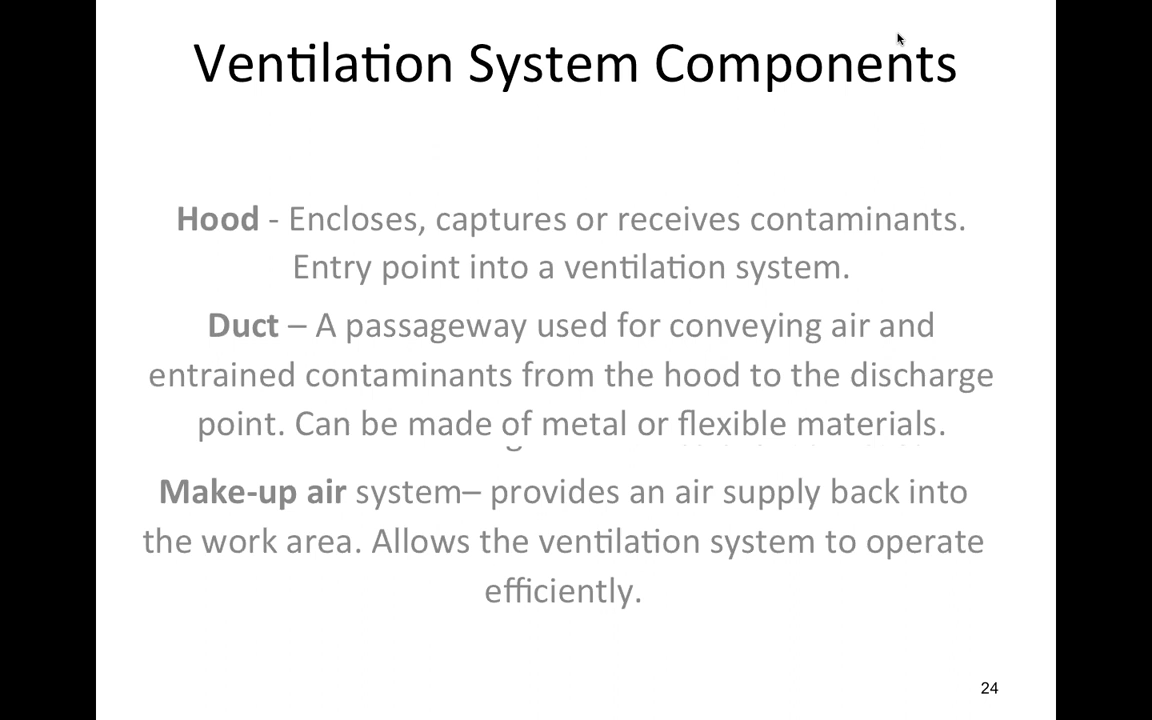 Ventilation System Components
Hood - Encloses, captures or receives contaminants.
Entry point into a ventilation system.
Duct – A passageway used for conveying air and
entrained contaminants from the hood to the discharge
point. Can be made of metal or flexible materials.
Make-up air system– provides an air supply back into
the work area. Allows the ventilation system to operate
efficiently.
24